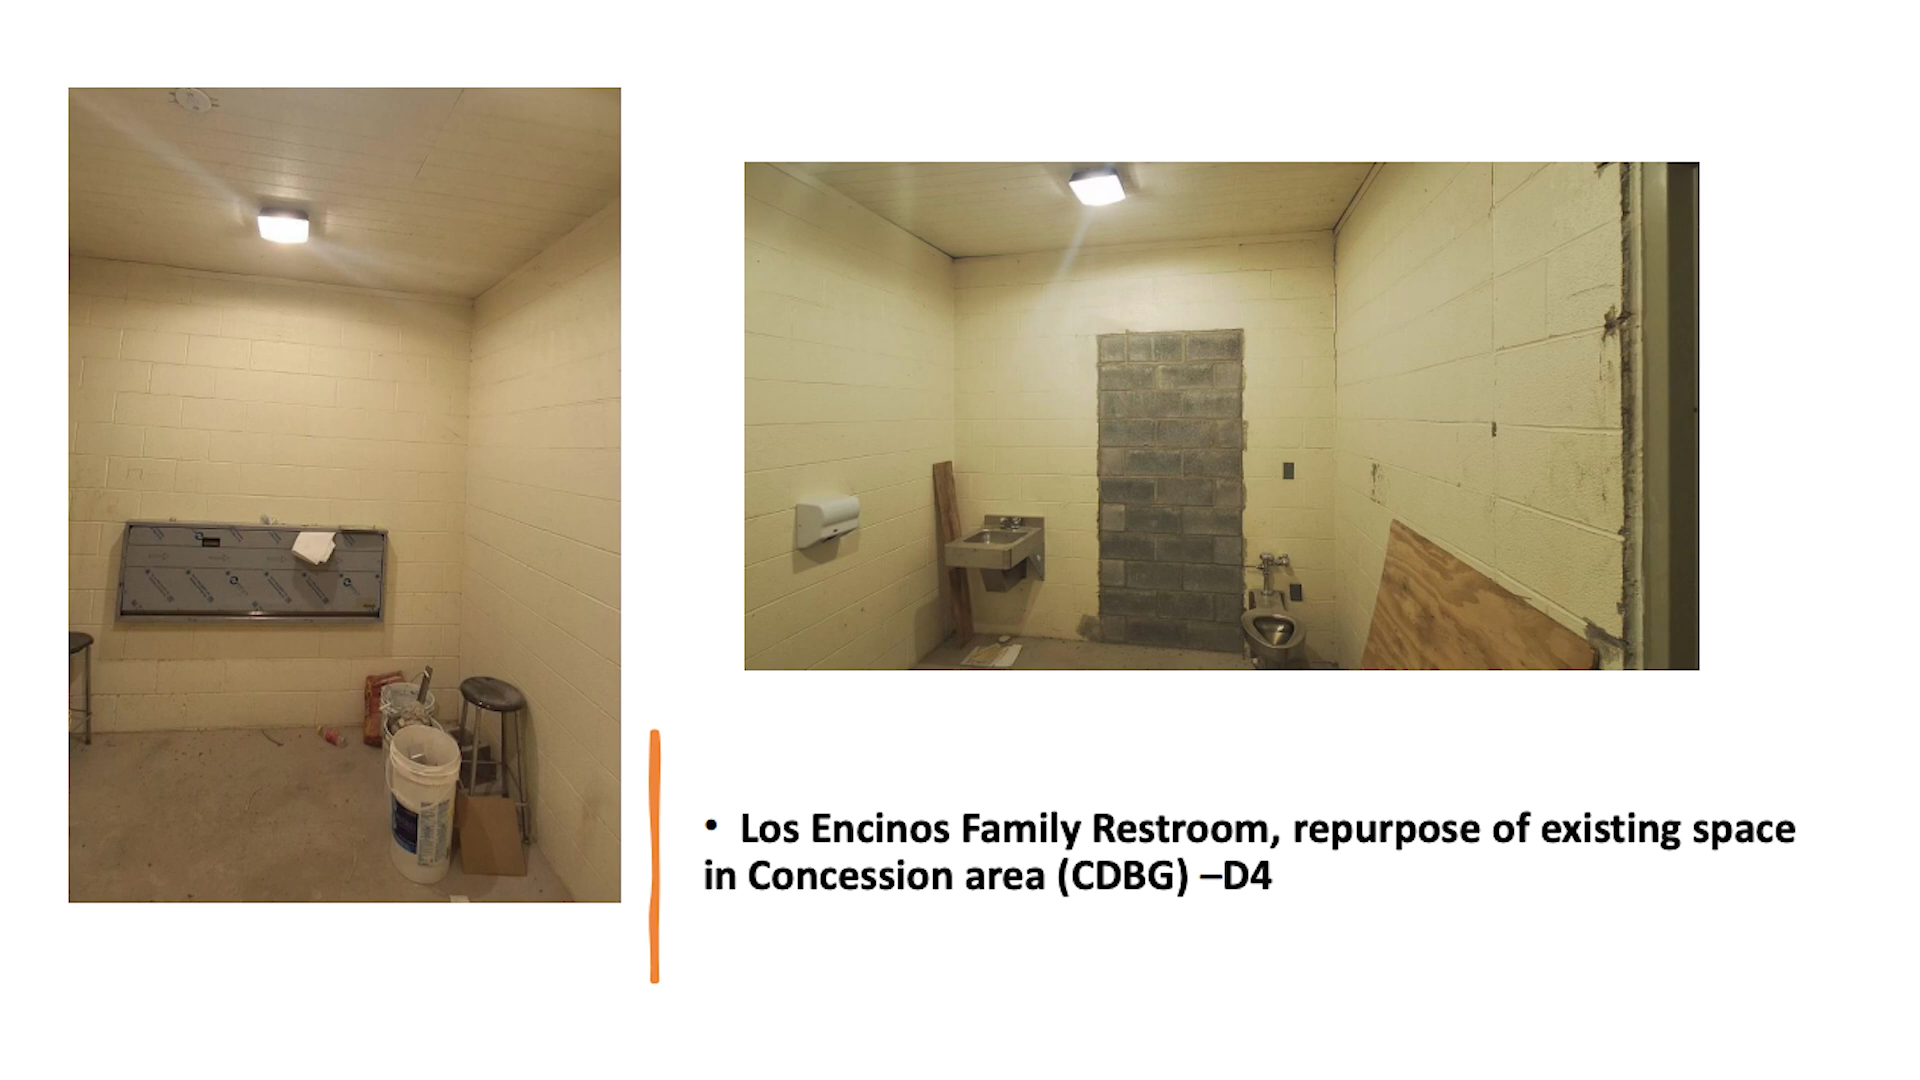 • Los Encinos Family Restroom, repurpose of existing space
in Concession area (CDBG) –D4